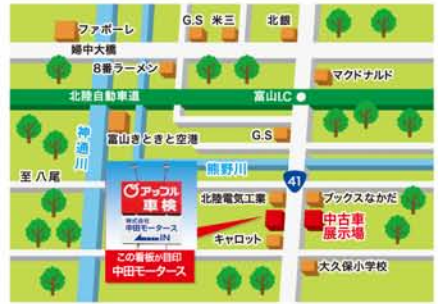 ファボーレ
G.S
米三
北銀
婦中大橋
8番ラーメン
マクドナルド
北陸自動車道
富山I.C
神通川
富山きときと空港
G.S
熊野川
至 八尾
41
アップル
車検
株式会社
中田モータース
IN
この看板が目印
中田モータース
北陸電気工業
ブックスなかだ
キャロット
中古車
展示場
大久保小学校